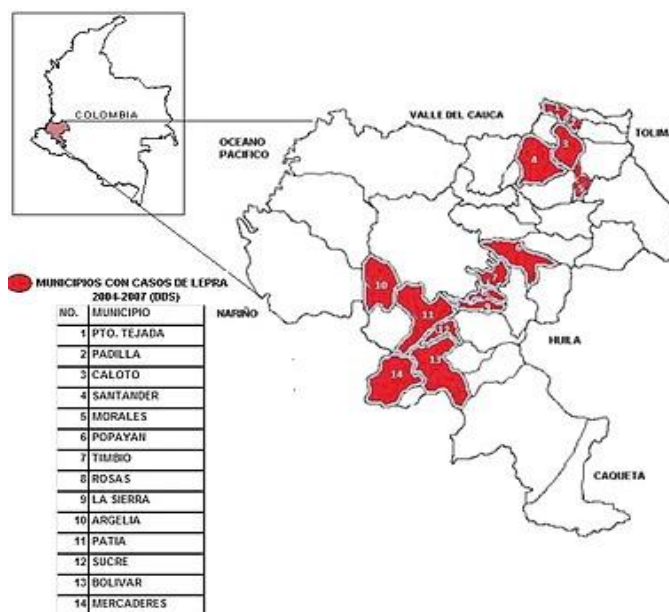 COLOMBIA
VALLE DEL CAUCA
TOLIMA
OCEANO
PACIFICO
NARIÑO
HUILA
CAQUETA
3
4
7
10
11
13
14
MUNICIPIOS CON CASOS DE LEPRA
2004-2007 (DDS)
NO. MUNICIPIO
1 PTO. TEJADA
2 PADILLA
3 CALOTO
4 SANTANDER
5 MORALES
6 POPAYAN
7 TIMBIO
8 ROSAS
9 LA SIERRA
10 ARGELIA
11 PATIA
12 SUCRE
13 BOLIVAR
14 MERCADERES